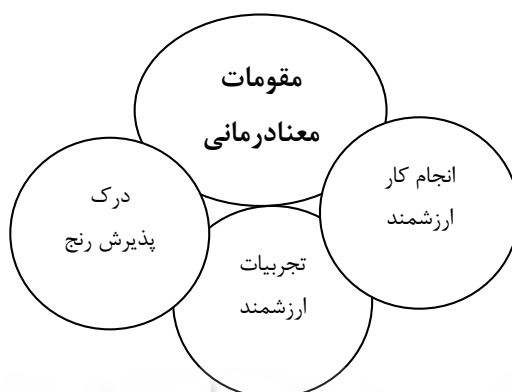 مقومات
معنادرمانی
انجام کار
ارزشمند
درک
پذیرش رنج
تجربیات
ارزشمند